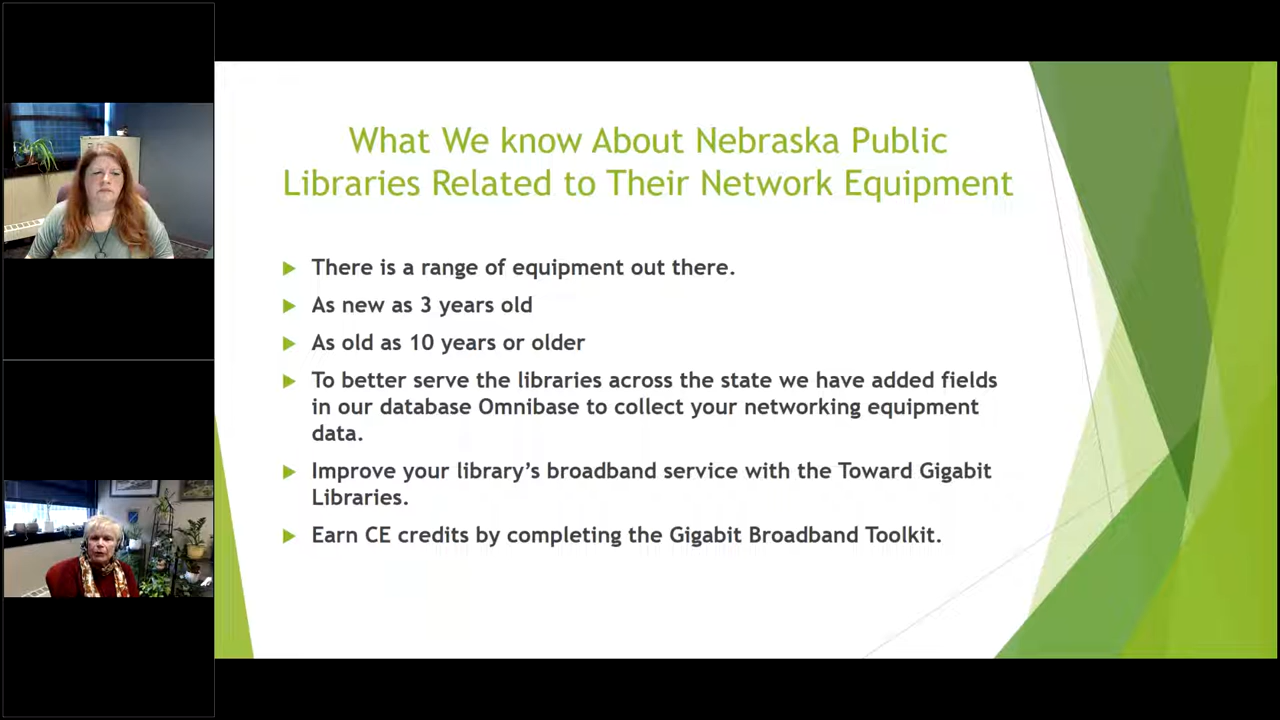 What We know About Nebraska Public
Libraries Related to Their Network Equipment
There is a range of equipment out there.
As new as 3 years old
As old as 10 years or older
To better serve the libraries across the state we have added fields
in our database Omnibase to collect your networking equipment
data.
Improve your library’s broadband service with the Toward Gigabit
Libraries.
Earn CE credits by completing the Gigabit Broadband Toolkit.